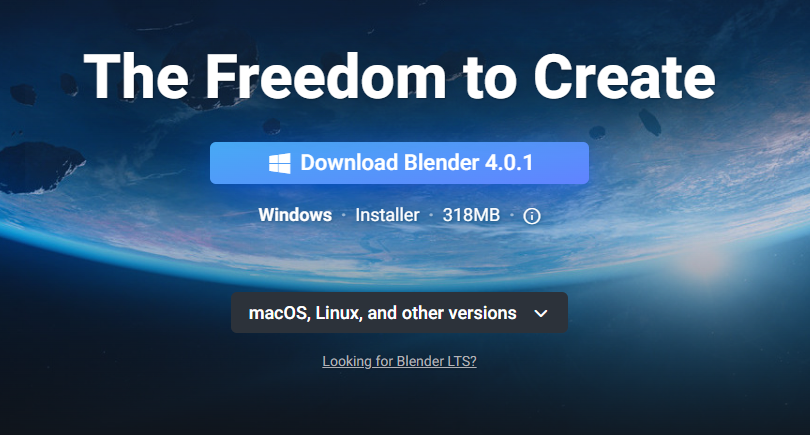 The Freedom to Create
Download Blender 4.0.1
Windows · Installer · 318MB ·
macOS, Linux, and other versions
Looking for Blender LTS?